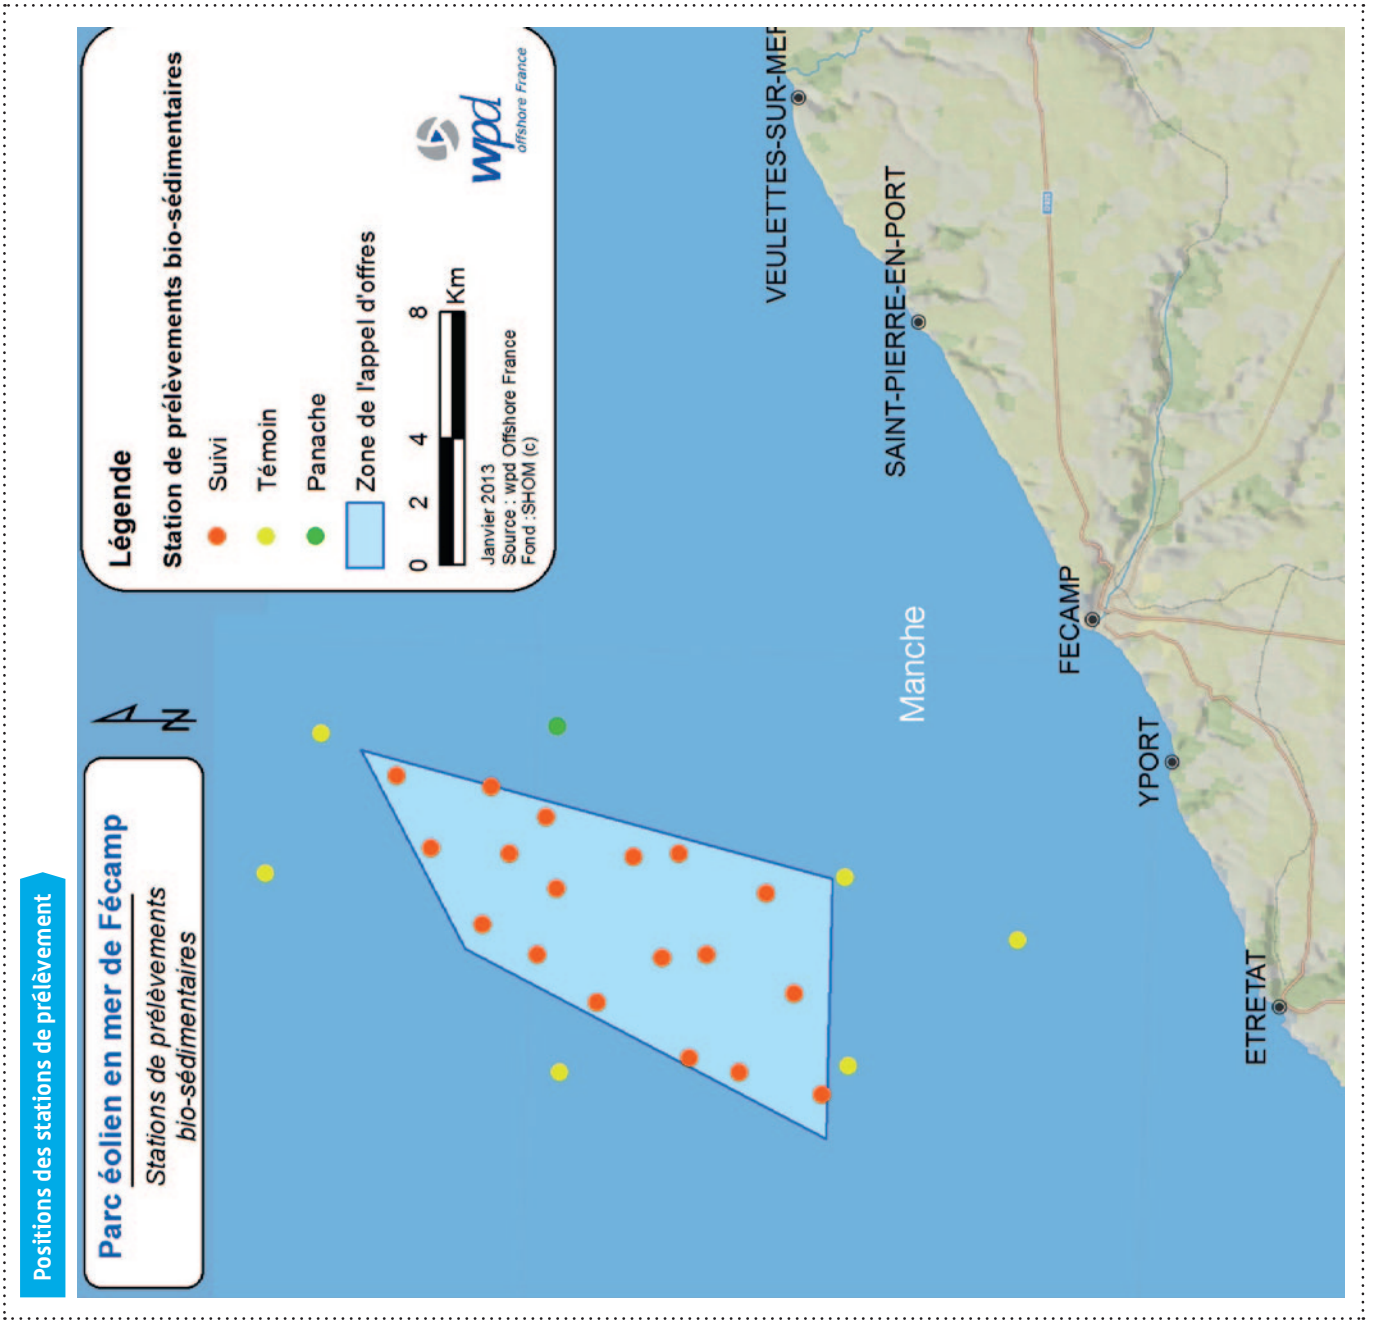 Positions des stations de prélèvement
Parc éolien en mer de Fécamp
Stations de prélèvements
bio-sédimentaires
N
Légende
Station de prélèvements bio-sédimentaires
Suivi
Témoin
Panache
Zone de l'appel d'offres
0 2 4 8
Km
Janvier 2013
Source : wpd Offshore France
Fond :SHOM (c)
wpd
offshore France
Manche
VEULETTES-SUR-MER
SAINT-PIERRE-EN-PORT
FECAMP
YPORT
ETRETAT